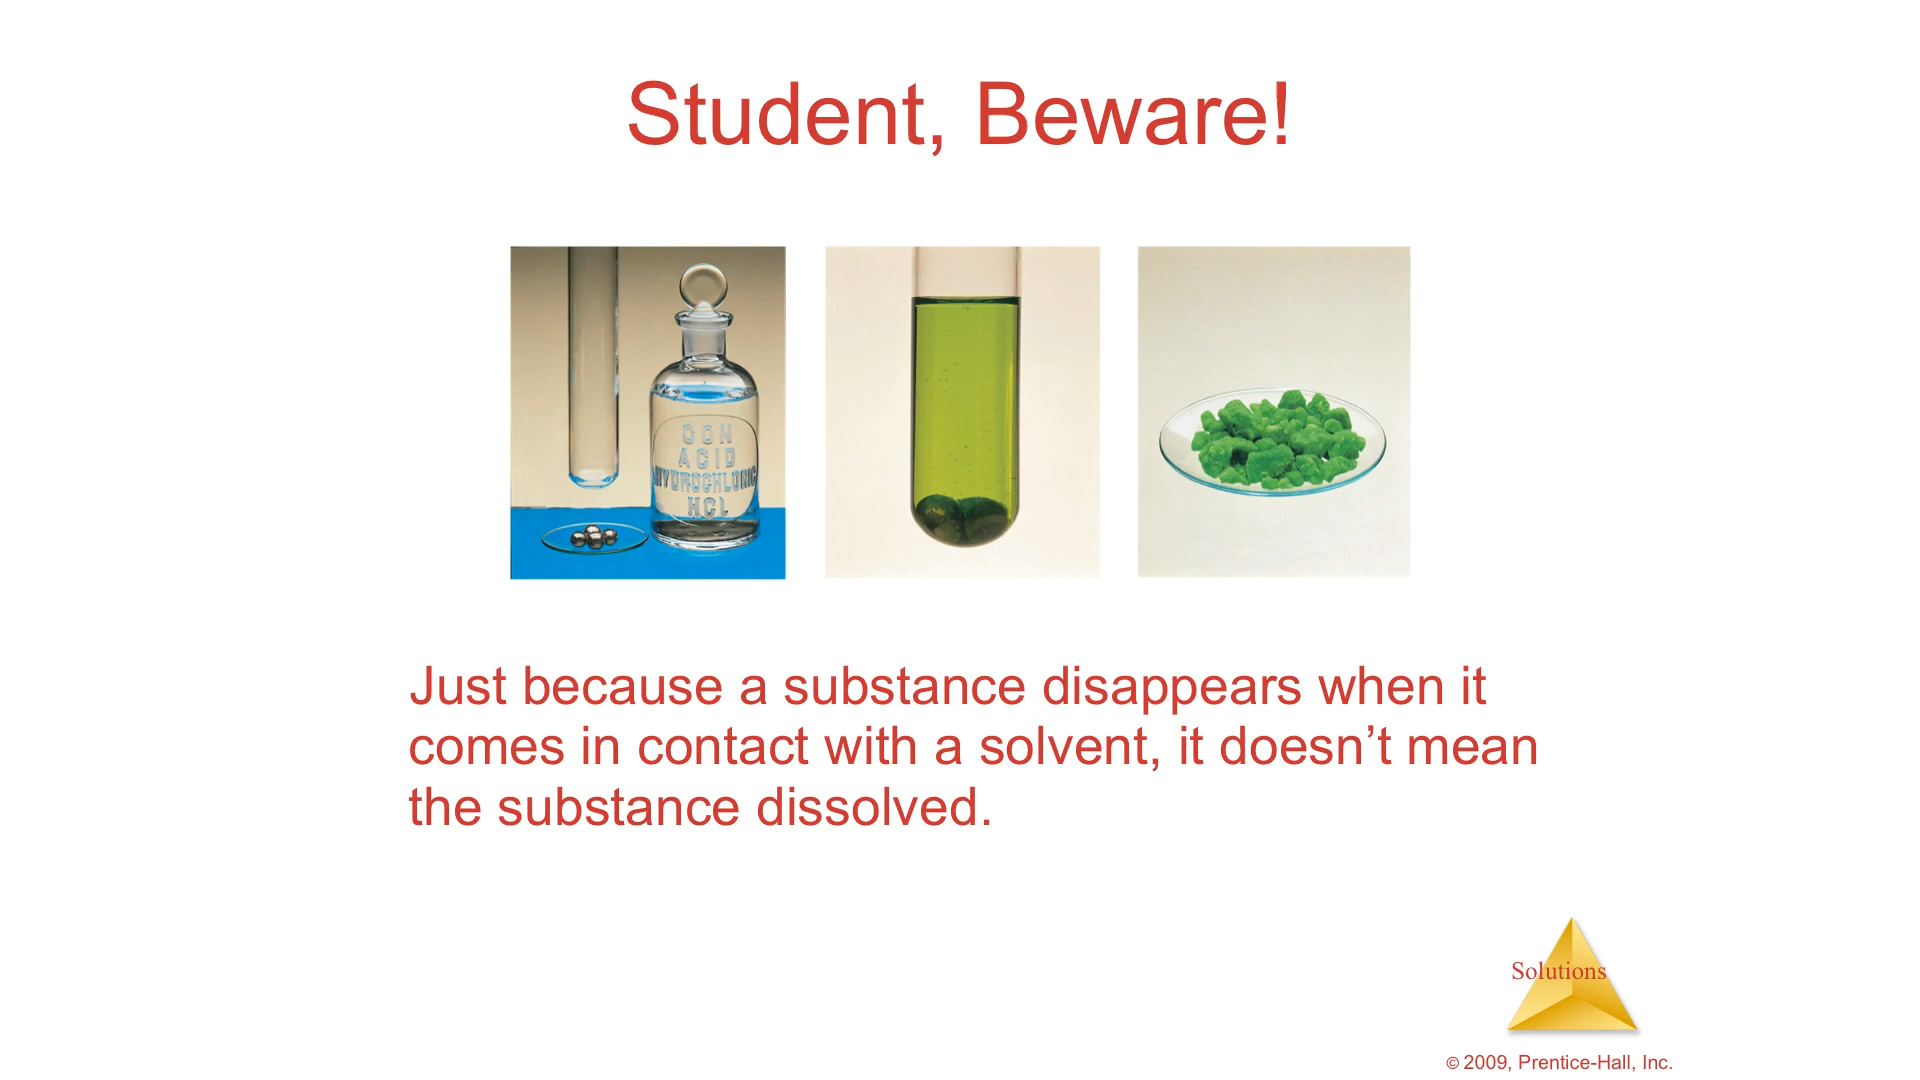 Student, Beware!
CON
ACID
HYDROCHLORIC
HCl
Just because a substance disappears when it
comes in contact with a solvent, it doesn’t mean
the substance dissolved.
Solutions
© 2009, Prentice-Hall, Inc.